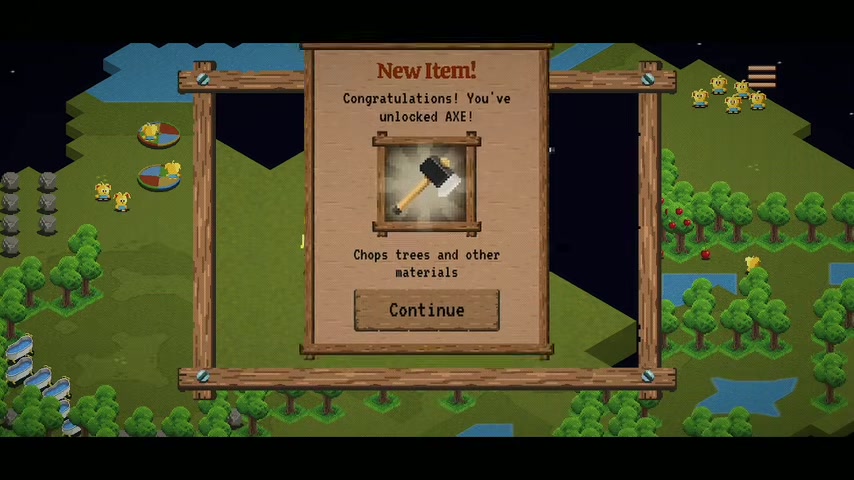 New Item!
Congratulations! You've
unlocked AXE!
Chops trees and other
materials
Continue